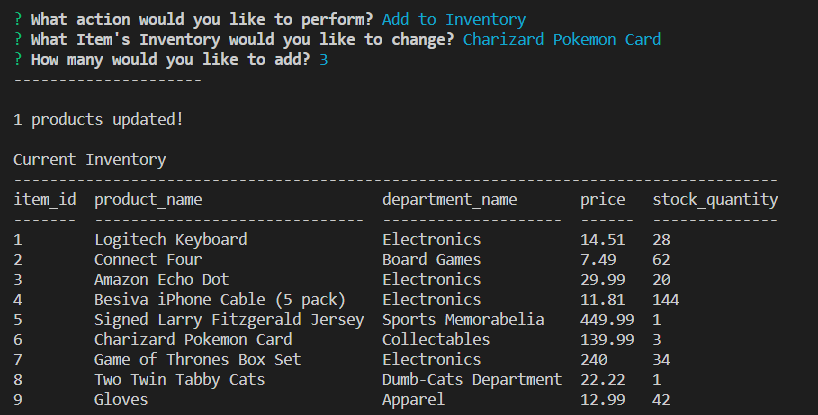 ? What action would you like to perform? Add to Inventory
? What Item's Inventory would you like to change? Charizard Pokemon Card
? How many would you like to add? 3
---------------------
1 products updated!
Current Inventory
-------------------------------------------------------------------------------------
item_id  product_name                    department_name       price   stock_quantity
-------  ------------------------------  --------------------  ------  --------------
1        Logitech Keyboard               Electronics           14.51   28
2        Connect Four                    Board Games           7.49    62
3        Amazon Echo Dot                 Electronics           29.99   20
4        Besiva iPhone Cable (5 pack)    Electronics           11.81   144
5        Signed Larry Fitzgerald Jersey  Sports Memorabelia    449.99  1
6        Charizard Pokemon Card          Collectables          139.99  3
7        Game of Thrones Box Set         Electronics           240     34
8        Two Twin Tabby Cats             Dumb-Cats Department  22.22   1
9        Gloves                          Apparel               12.99   42